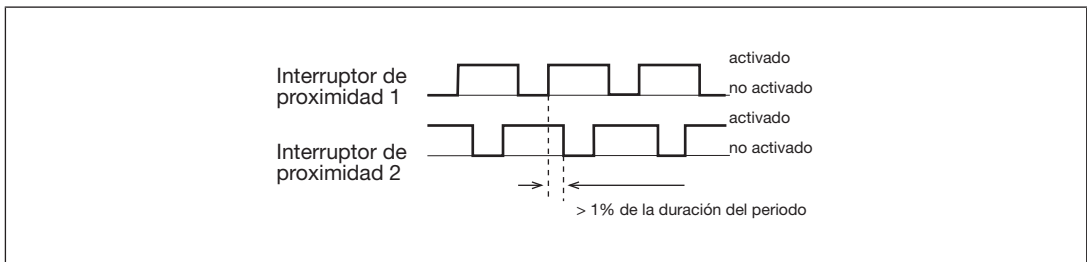 Interruptor de
proximidad 1
activado
no activado
Interruptor de
proximidad 2
activado
no activado
> 1% de la duración del periodo